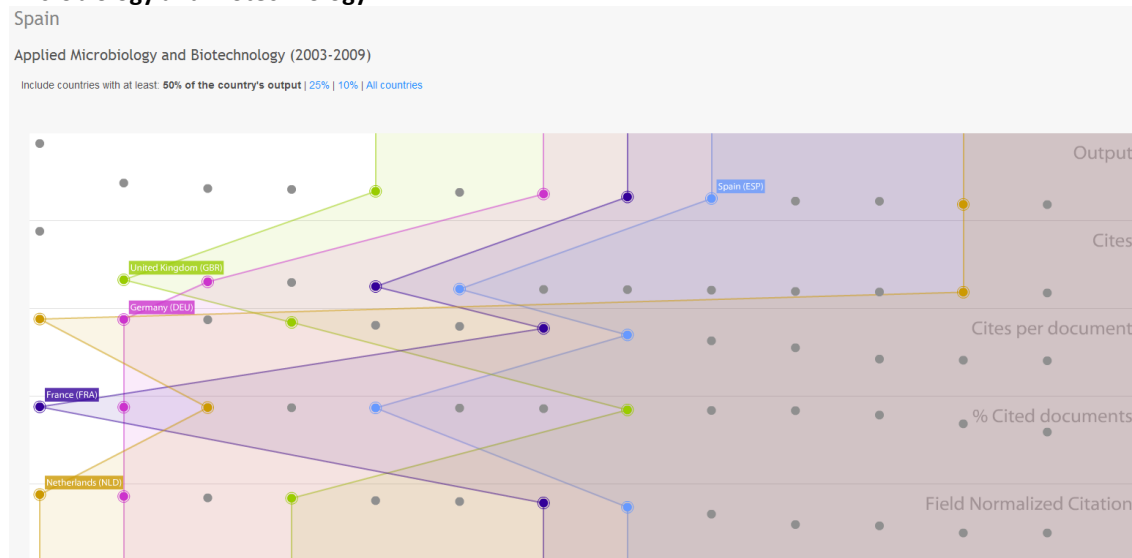 Spain
Applied Microbiology and Biotechnology (2003-2009)
Include countries with at least: 50% of the country's output | 25% | 10% | All countries
Output
Spain (ESP)
Cites
United Kingdom (GBR)
Germany (DEU)
Cites per document
France (FRA)
% Cited documents
Netherlands (NLD)
Field Normalized Citation